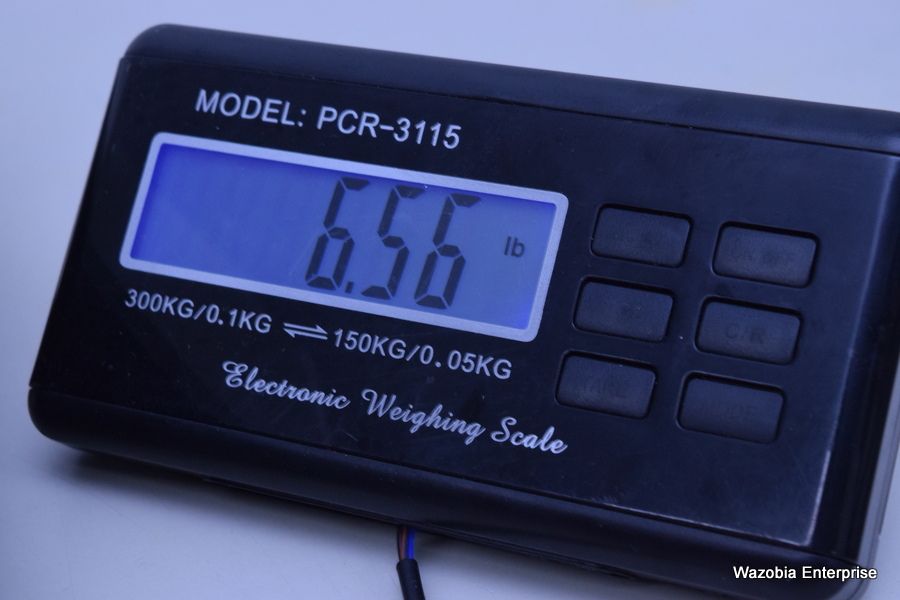 MODEL: PCR-3115
6.56 lb
300KG/0.1KG ⇌ 150KG/0.05KG
Electronic Weighing Scale
Wazobia Enterprise